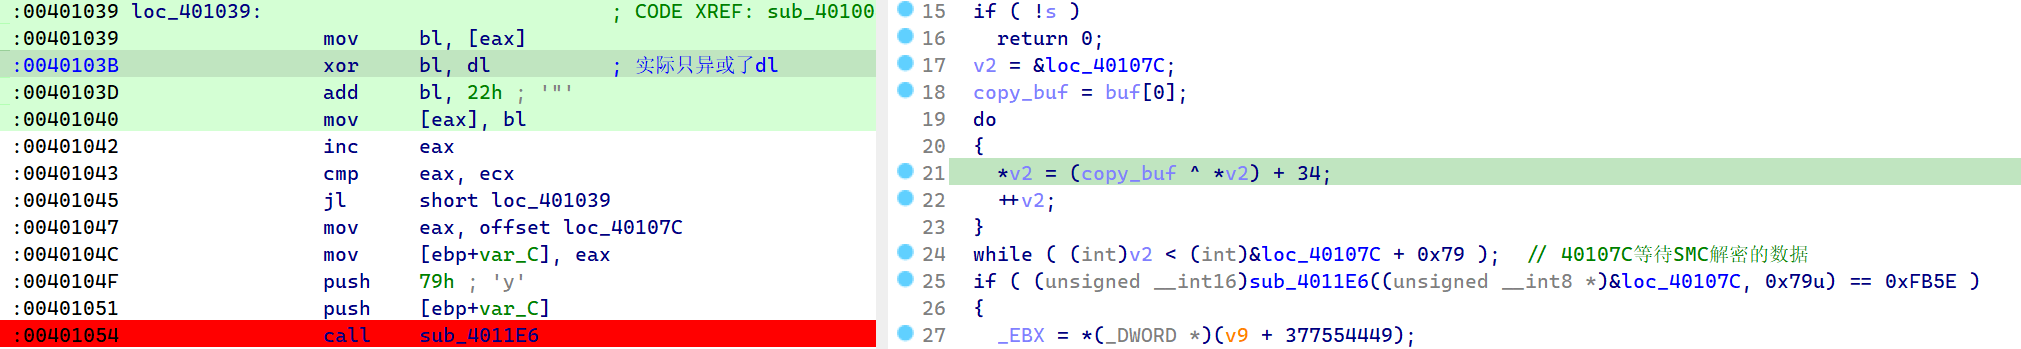 :00401039 loc_401039:                    ; CODE XREF: sub_40100
:00401039          mov     bl, [eax]
:0040103B          xor     bl, dl          ; 实际只异或了dl
:0040103D          add     bl, 22h ; '"'
:00401040          mov     [eax], bl
:00401042          inc     eax
:00401043          cmp     eax, ecx
:00401045          jl      short loc_401039
:00401047          mov     eax, offset loc_40107C
:0040104C          mov     [ebp+var_C], eax
:0040104F          push    79h ; 'y'
:00401051          push    [ebp+var_C]
:00401054          call    sub_4011E6
15 if ( !s )
16   return 0;
17 v2 = &loc_40107C;
18 copy_buf = buf[0];
19 do
20 {
21   *v2 = (copy_buf ^ *v2) + 34;
22   ++v2;
23 }
24 while ( (int)v2 < (int)&loc_40107C + 0x79 );  // 40107C等待SMC解密的数据
25 if ( (unsigned __int16)sub_4011E6((unsigned __int8 *)&loc_40107C, 0x79u) == 0xFB5E )
26 {
27   _EBX = *(_DWORD *)(v9 + 377554449);